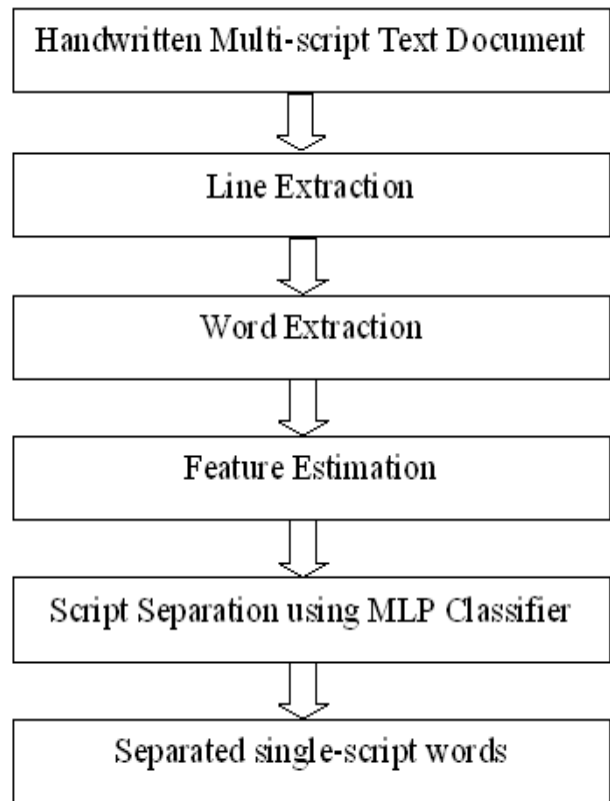 Handwritten Multi-script Text Document
Line Extraction
Word Extraction
Feature Estimation
Script Separation using MLP Classifier
Separated single-script words